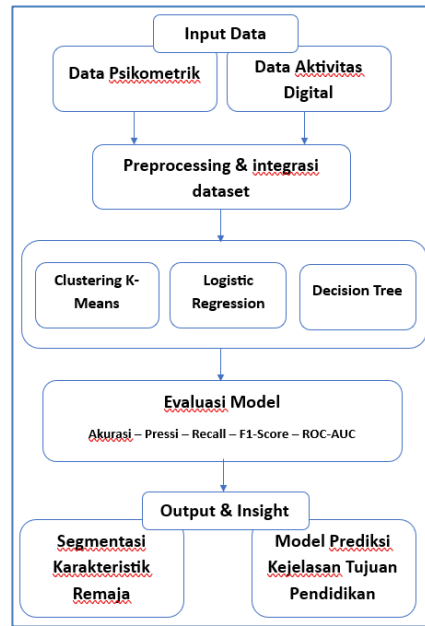 Input Data
Data Psikometrik
Data Aktivitas
Digital
Preprocessing & integrasi
dataset
Clustering K-
Means
Logistic
Regression
Decision Tree
Evaluasi Model
Akurasi – Pressi – Recall – F1-Score – ROC-AUC
Output & Insight
Segmentasi
Karakteristik
Remaja
Model Prediksi
Kejelasan Tujuan
Pendidikan